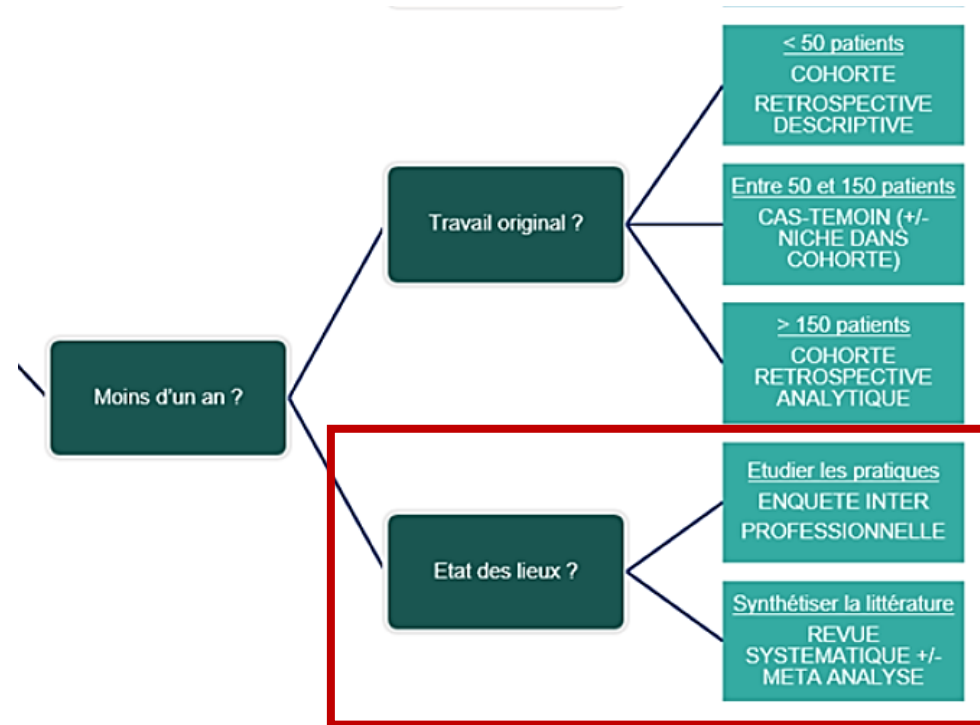 < 50 patients
COHORTE
RETROSPECTIVE
DESCRIPTIVE
Travail original ?
Entre 50 et 150 patients
CAS-TEMOIN (+/-
NICHE DANS
COHORTE)
> 150 patients
COHORTE
RETROSPECTIVE
ANALYTIQUE
Moins d'un an ?
Etat des lieux ?
Etudier les pratiques
ENQUETE INTER
PROFESSIONNELLE
Synthétiser la littérature
REVUE
SYSTEMATIQUE +/-
META ANALYSE